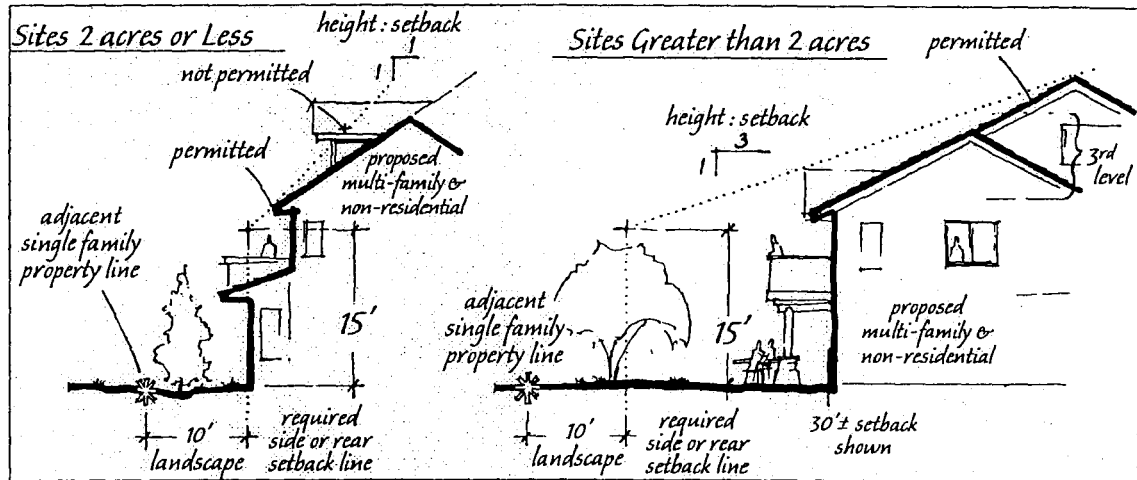 Sites 2 acres or Less
height : setback
1
1
not permitted
permitted
proposed
multi-family &
non-residential
adjacent
single family
property line
15'
10'
landscape
required
side or rear
setback line
Sites Greater than 2 acres
permitted
height : setback
3
1
3rd
level
adjacent
single family
property line
15'
proposed
multi-family &
non-residential
10'
landscape
required
side or rear
setback line
30'± setback
shown